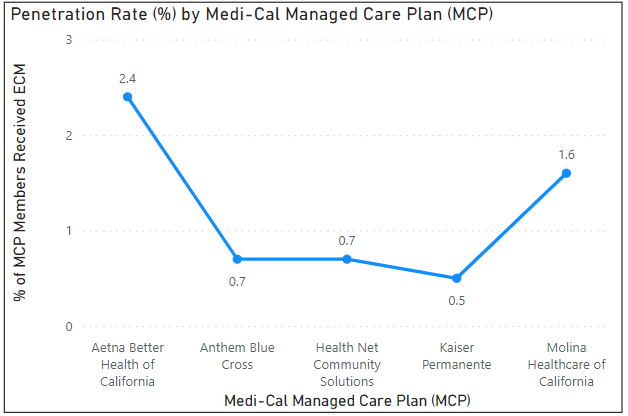 Penetration Rate (%) by Medi-Cal Managed Care Plan (MCP)
% of MCP Members Received ECM
3
2
1
0
2.4
0.7
0.7
0.5
1.6
Aetna Better
Health of
California
Anthem Blue
Cross
Health Net
Community
Solutions
Kaiser
Permanente
Molina
Healthcare of
California
Medi-Cal Managed Care Plan (MCP)